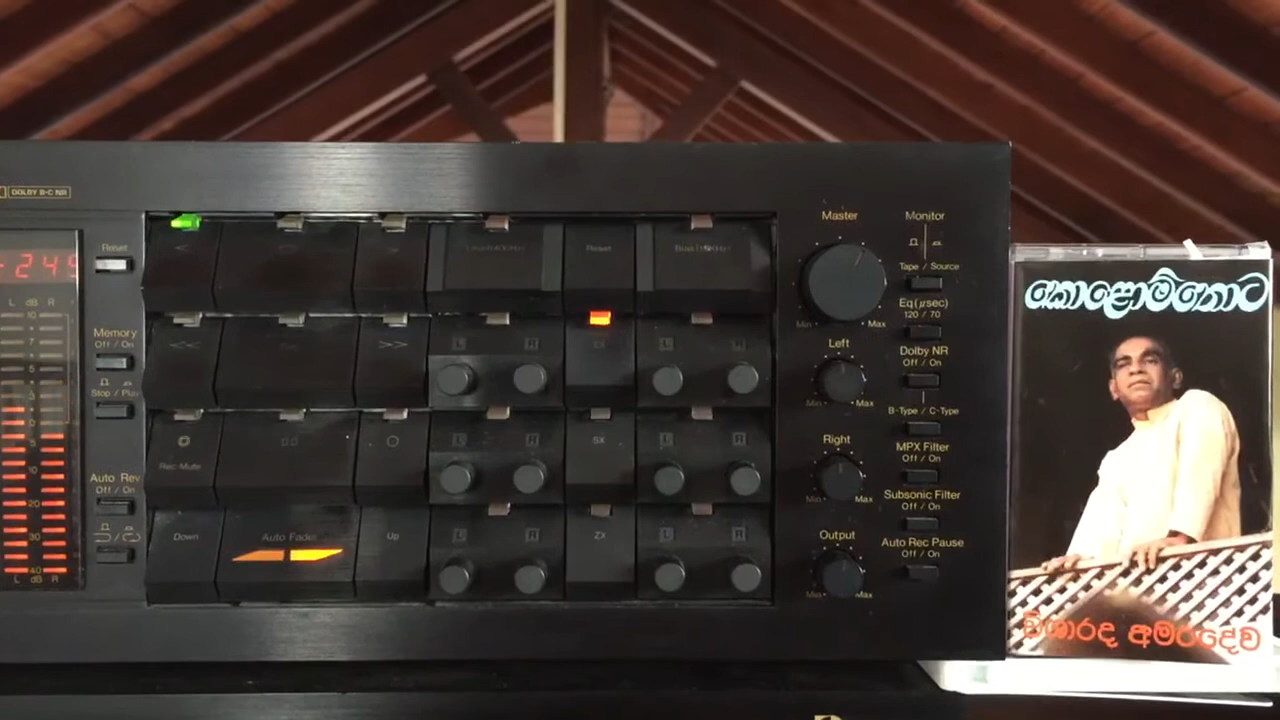 DOLBY B-C NR
-245
L dB R
10
20
30
40
L dB R
Reset
Memory
Off / On
Stop / Play
Auto Rev
Off / On
<
Reset
<<
>>
L R
L R
Rec-Mute
L R
SX
L R
Down
Auto Fader
Up
L R
L R
Master
Min Max
Left
Min Max
Right
Min Max
Output
Min Max
Monitor
Tape / Source
Eq (μsec)
120 / 70
Dolby NR
Off / On
B-Type / C-Type
MPX Filter
Off / On
Subsonic Filter
Off / On
Auto Rec Pause
Off / On
කොළොම්තොට
විශාරද අමරදේව